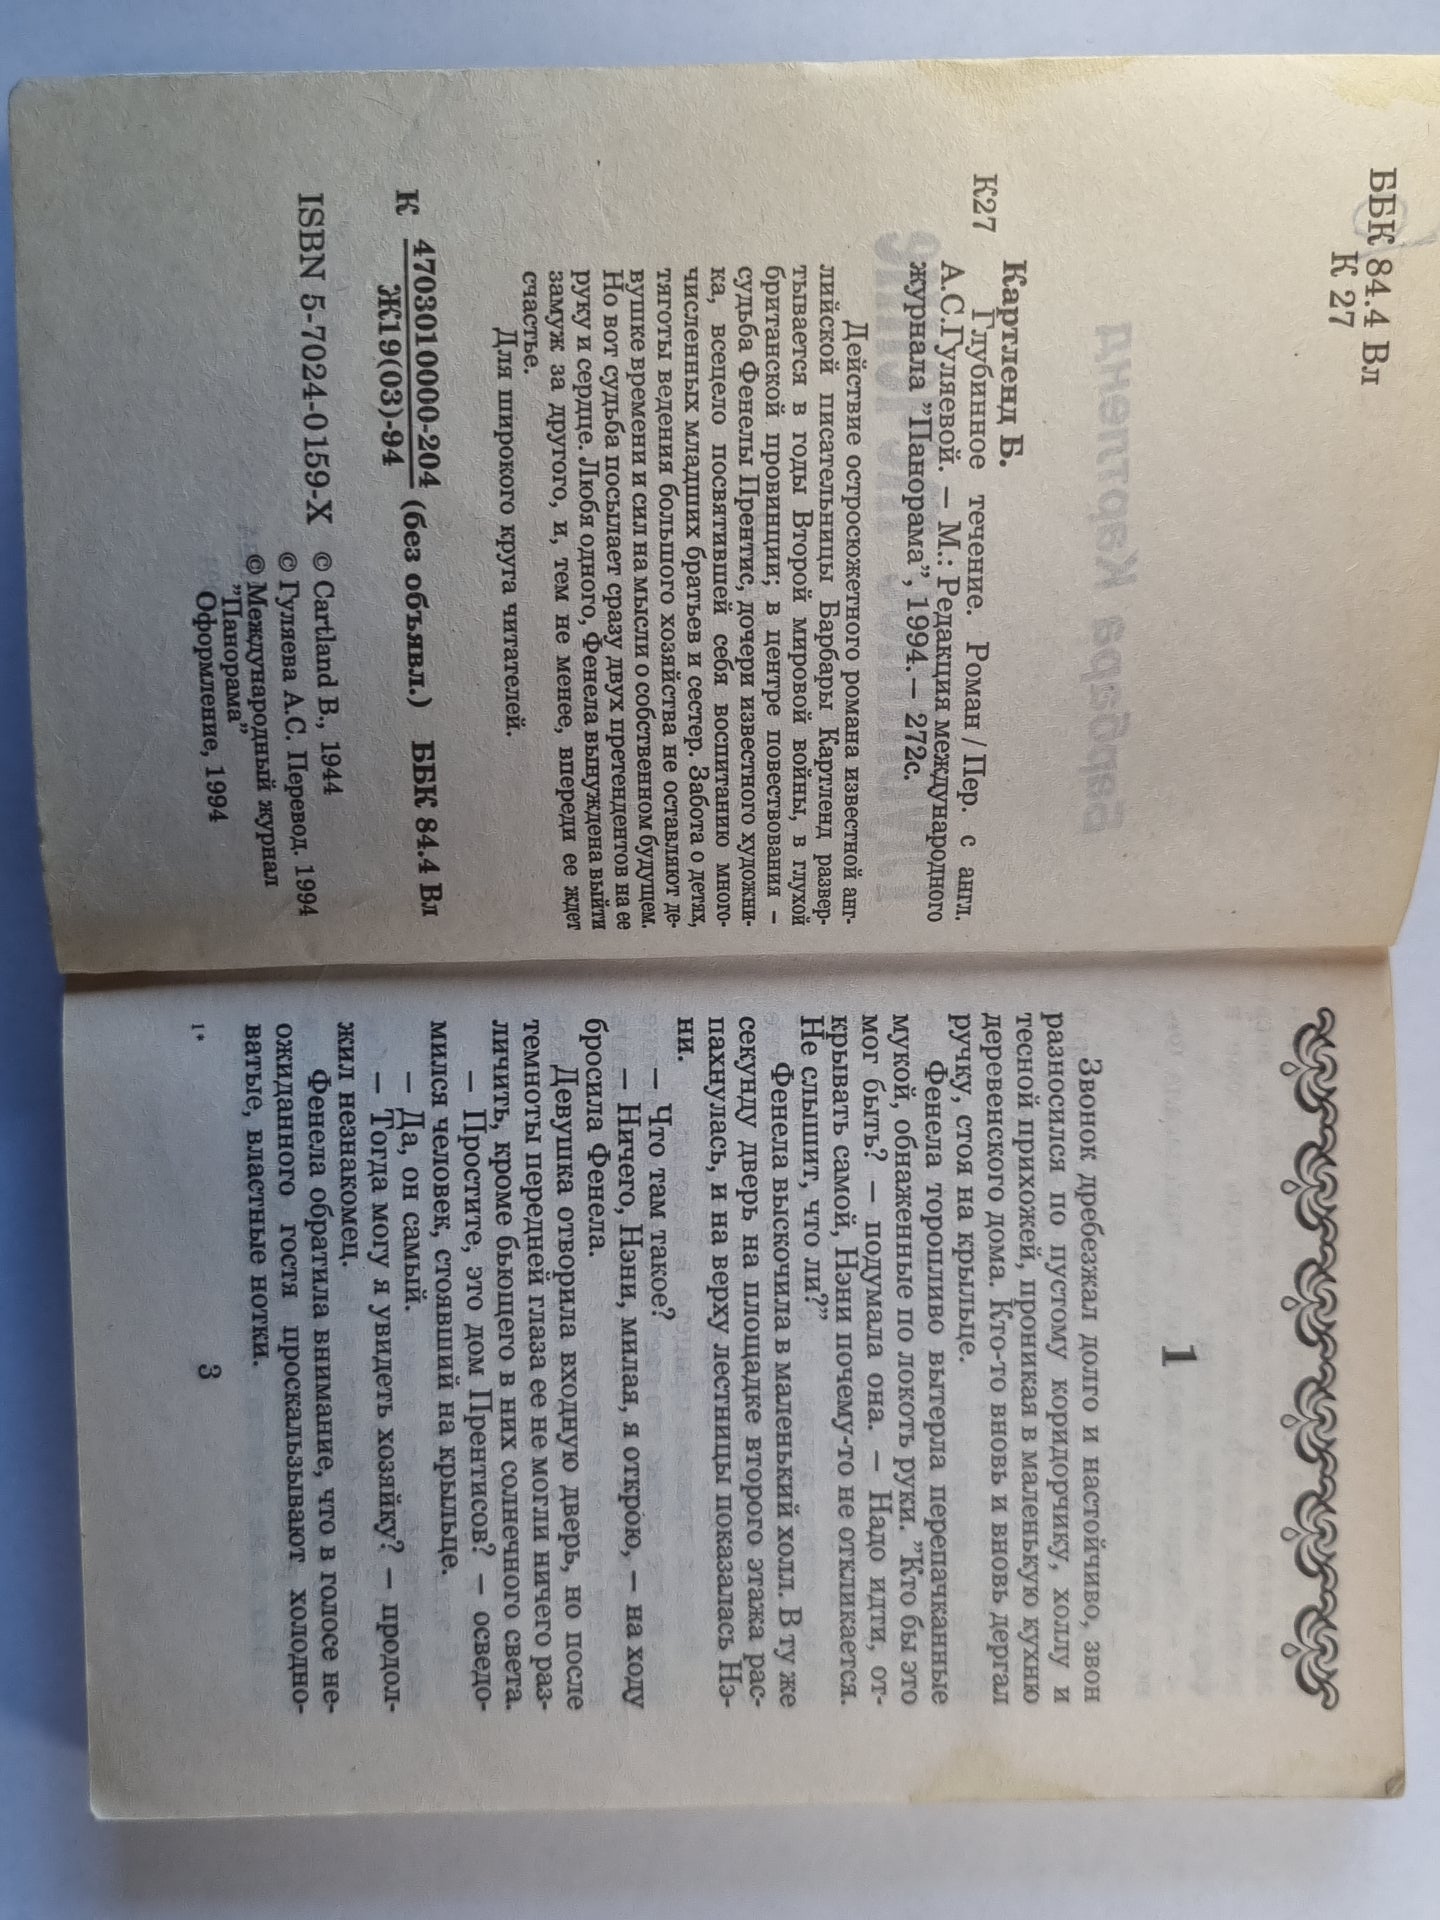 ББК 84.4 Вл
К 27
Картленд Б.
К27 Глубинное течение. Роман / Пер. с англ.
А.С.Гуляевой. — М.: Редакция международного
журнала ”Панорама”, 1994. — 272с.
Действие остросюжетного романа известной анг-
лийской писательницы Барбары Картленд развер-
тывается в годы Второй мировой войны, в глухой
британской провинции; в центре повествования –
судьба Фенелы Прентис, дочери известного художни-
ка, всецело посвятившей себя воспитанию много-
численных младших братьев и сестер. Забота о детях,
тяготы ведения большого хозяйства не оставляют де-
вушке времени и сил на мысли о собственном будущем.
Но вот судьба посылает сразу двух претендентов на ее
руку и сердце. Любя одного, Фенела вынуждена выйти
замуж за другого, и, тем не менее, впереди ее ждет
счастье.
Для широкого круга читателей.
К 4703010000-204 (без объявл.) ББК 84.4 Вл
Ж19(03)-94
ISBN 5-7024-0159-X © Cartland B., 1944
© Гуляева А.С. Перевод. 1994
© Международный журнал
”Панорама”
Оформление, 1994
1
Звонок дребезжал долго и настойчиво, звон
разносился по пустому коридорчику, холлу и
тесной прихожей, проникая в маленькую кухню
деревенского дома. Кто-то вновь и вновь дергал
ручку, стоя на крыльце.
Фенела торопливо вытерла перепачканные
мукой, обнаженные по локоть руки. ”Кто бы это
мог быть? — подумала она. — Надо идти, от-
крывать самой, Нэни почему-то не откликается.
Не слышит, что ли?”
Фенела выскочила в маленький холл. В ту же
секунду дверь на площадке второго этажа рас-
пахнулась, и на верху лестницы показалась Нэ-
ни.
— Что там такое?
— Ничего, Нэни, милая, я открою, — на ходу
бросила Фенела.
Девушка отворила входную дверь, но после
темноты передней глаза ее не могли ничего раз-
личить, кроме бьющего в них солнечного света.
— Простите, это дом Прентисов? — осведо-
мился человек, стоявший на крыльце.
— Да, он самый.
— Тогда могу я увидеть хозяйку? — продол-
жил незнакомец.
Фенела обратила внимание, что в голосе не-
ожиданного гостя проскальзывают холодно-
ватые, властные нотки.
1* 3